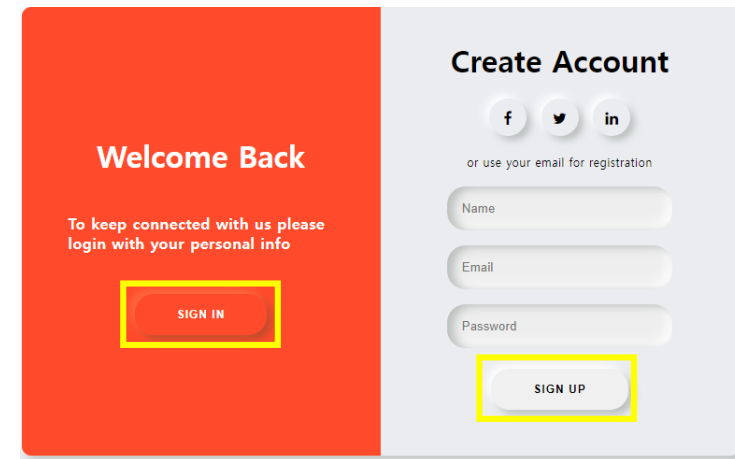 Welcome Back
To keep connected with us please
login with your personal info
SIGN IN
Create Account
f in
or use your email for registration
Name
Email
Password
SIGN UP